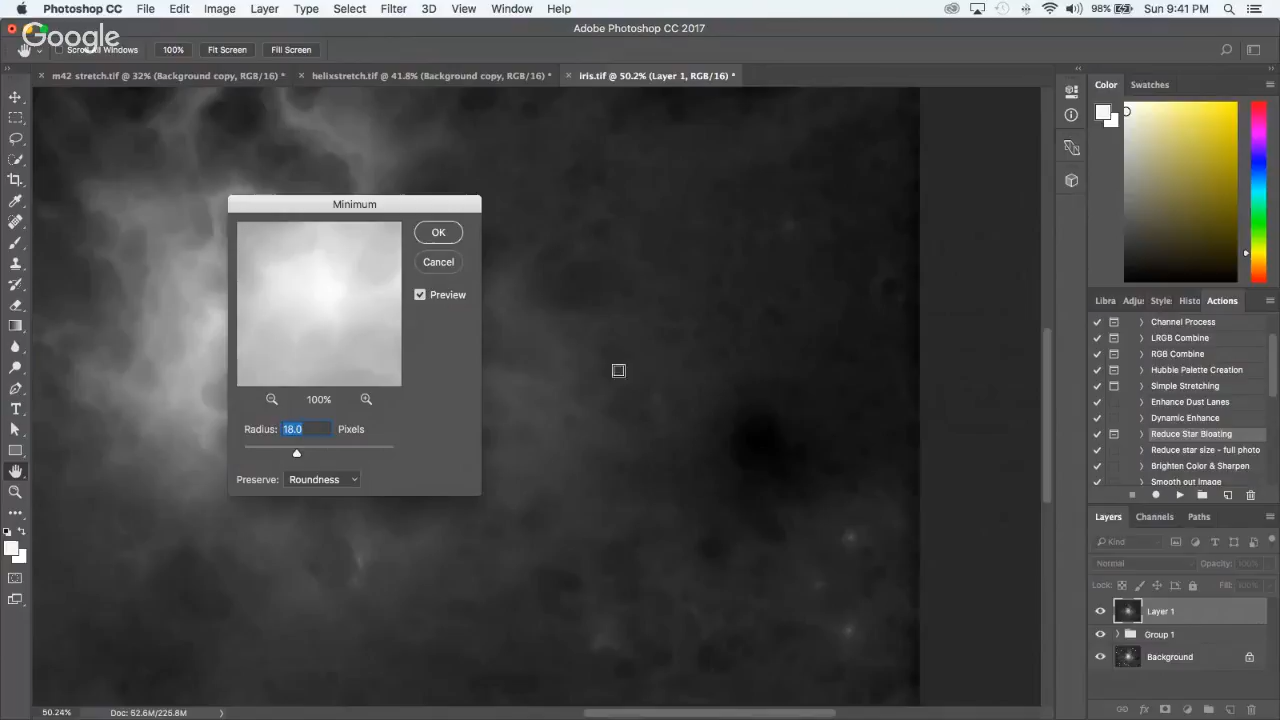 Photoshop CC File Edit Image Layer Type Select Filter 3D View Window Help 98% Sun 9:41 PM
Adobe Photoshop CC 2017
Google
Scroll All Windows 100% Fit Screen Fill Screen
m42 stretch.tif @ 32% (Background copy, RGB/16) * helixstretch.tif @ 41.8% (Background copy, RGB/16) * iris.tif @ 50.2% (Layer 1, RGB/16) *
Color Swatches
Minimum
OK
Cancel
Preview
100%
Radius: 18.0 Pixels
Preserve: Roundness
Libra Adju Style Histo Actions
Channel Process
LRGB Combine
RGB Combine
Hubble Palette Creation
Simple Stretching
Enhance Dust Lanes
Dynamic Enhance
Reduce Star Bloating
Reduce star size - full photo
Brighten Color & Sharpen
Smooth out Image
Layers Channels Paths
Kind
Normal Opacity: 100%
Lock: Fill: 100%
Layer 1
Group 1
Background
50.24% Doc: 52.6M/225.8M